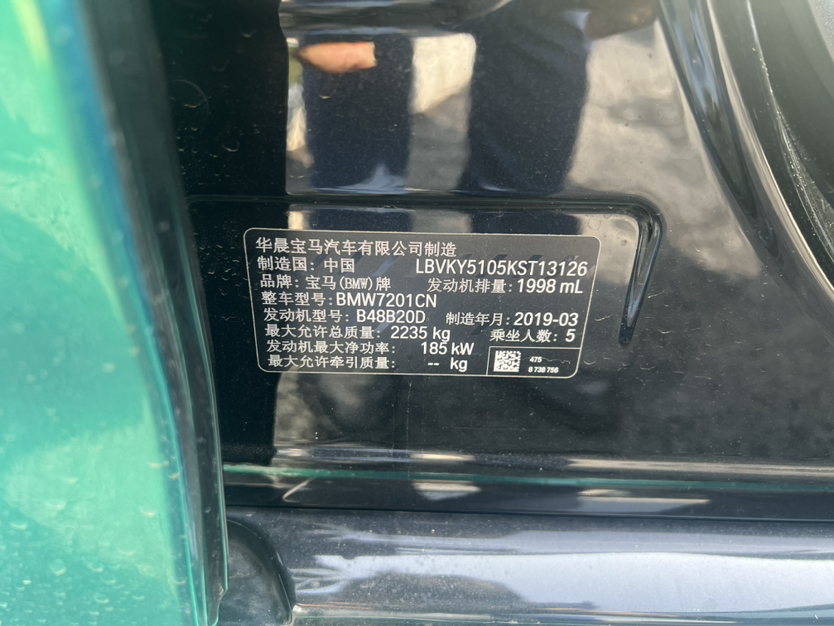 华晨宝马汽车有限公司制造
制造国：中国 LBVKY5105KST13126
品牌：宝马(BMW)牌 发动机排量：1998 mL
整车型号：BMW7201CN
发动机型号：B48B20D 制造年月：2019-03
最大允许总质量：2235 kg 乘坐人数：5
发动机最大净功率：185 kW
最大允许牵引质量：-- kg
475
9 738 756